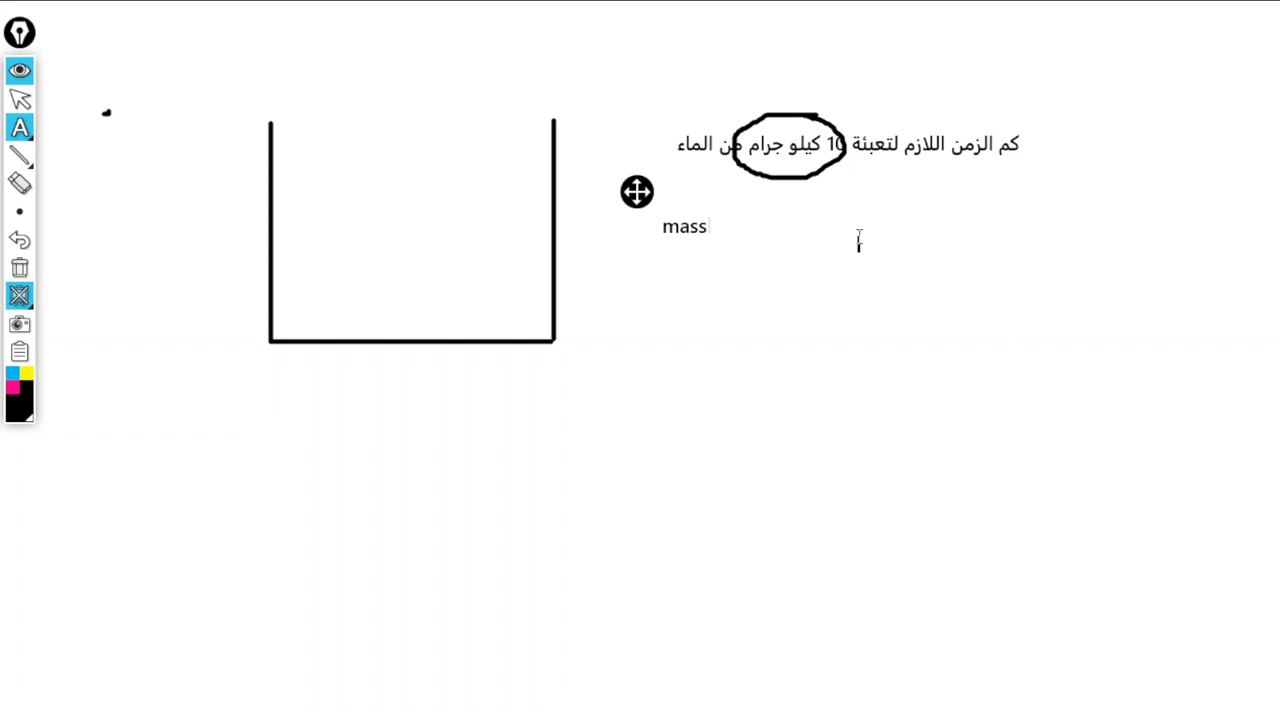 كم الزمن اللازم لتعبئة 10 كيلو جرام من الماء
mass